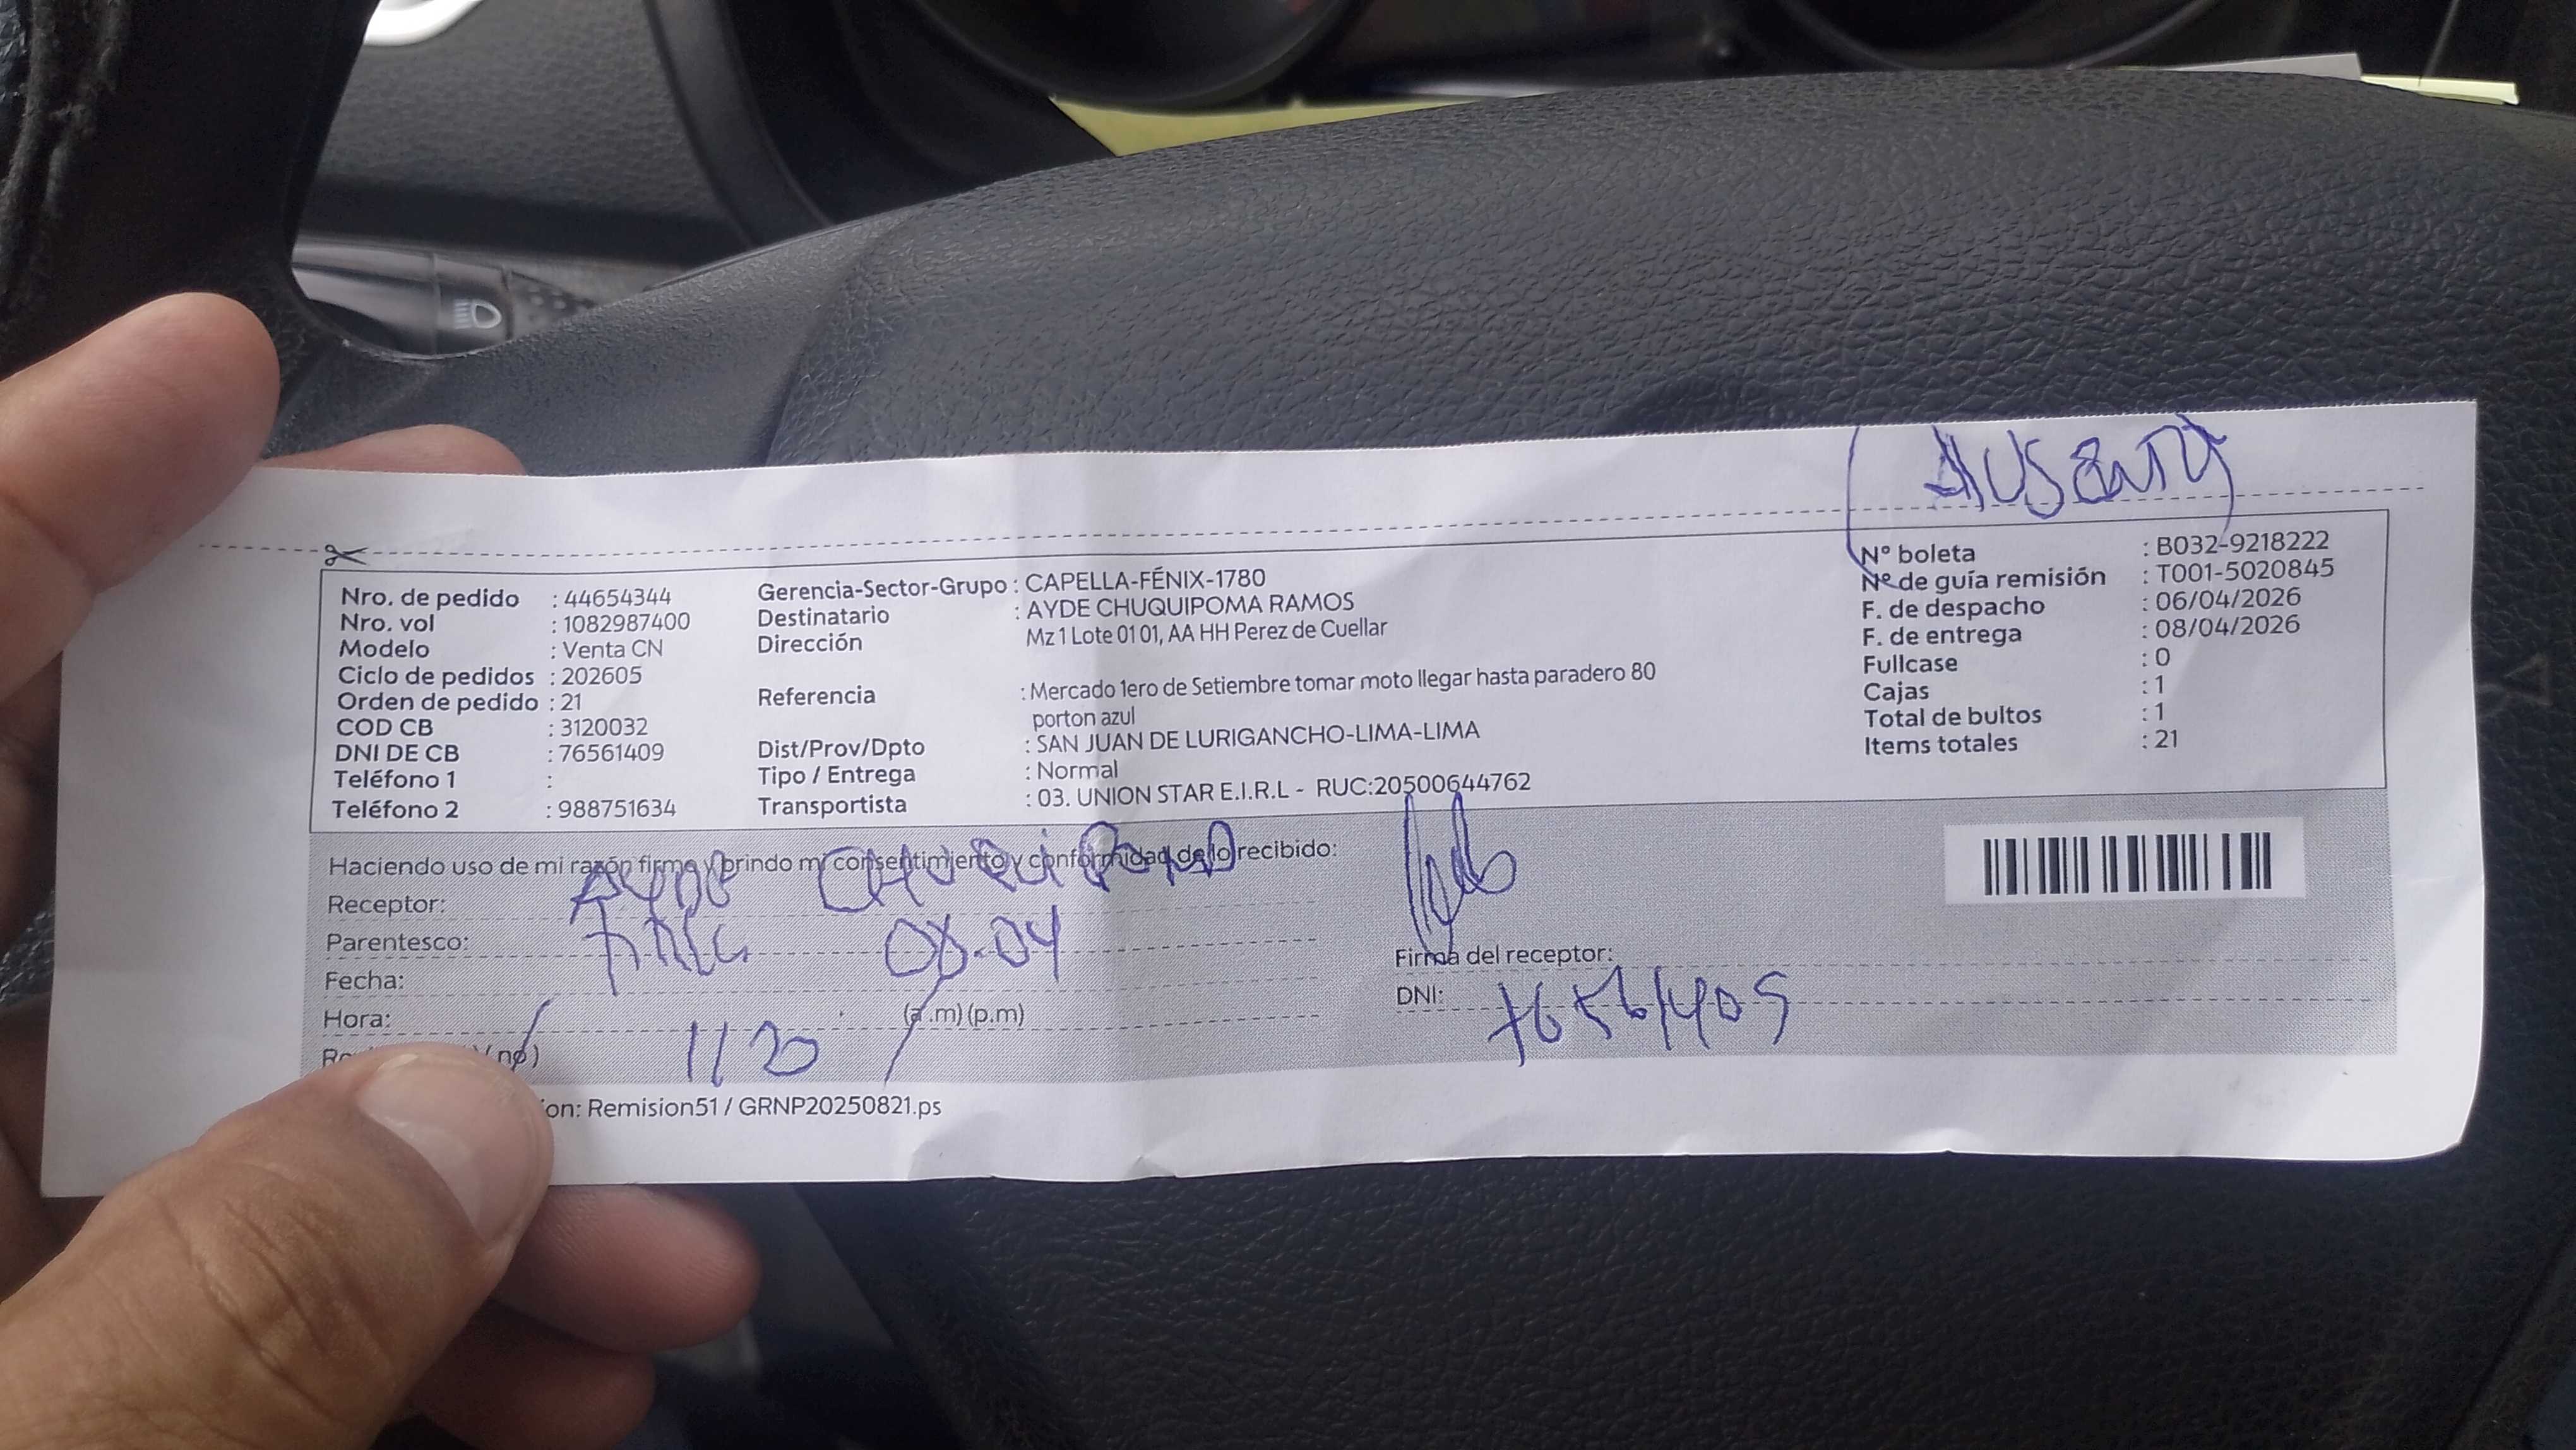 Ausente
Nro. de pedido : 44654344
Nro. vol : 1082987400
Modelo : Venta CN
Ciclo de pedidos : 202605
Orden de pedido : 21
COD CB : 3120032
DNI DE CB : 76561409
Teléfono 1 :
Teléfono 2 : 988751634
Gerencia-Sector-Grupo : CAPELLA-FÉNIX-1780
Destinatario : AYDE CHUQUIPOMA RAMOS
Dirección Mz 1 Lote 01 01, AA HH Perez de Cuellar
Referencia : Mercado 1ero de Setiembre tomar moto llegar hasta paradero 80
porton azul
Dist/Prov/Dpto : SAN JUAN DE LURIGANCHO-LIMA-LIMA
Tipo / Entrega : Normal
Transportista : 03. UNION STAR E.I.R.L - RUC:20500644762
N° boleta : B032-9218222
N° de guía remisión : T001-5020845
F. de despacho : 06/04/2026
F. de entrega : 08/04/2026
Fullcase : 0
Cajas : 1
Total de bultos : 1
Items totales : 21
Haciendo uso de mi razón firmo y brindo mi consentimiento y conformidad de lo recibido:
Receptor: AYDE
Parentesco:
Fecha: 08-04
Hora: 11 20 (a.m) (p.m)
no)
Firma del receptor:
DNI: 76561409
ion: Remision51 / GRNP20250821.ps